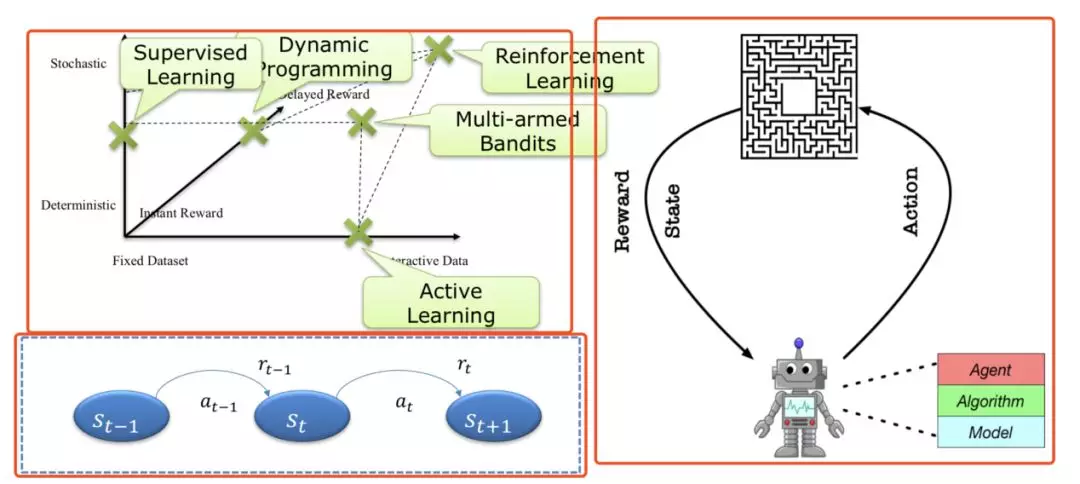 Stochastic
Supervised
Learning
Dynamic
Programming
Delayed Reward
Reinforcement
Learning
Multi-armed
Bandits
Deterministic
Instant Reward
Fixed Dataset
teractive Data
Active
Learning
r_{t-1}
r_t
a_{t-1}
a_t
S_{t-1}
S_t
S_{t+1}
Reward
State
Action
Agent
Algorithm
Model